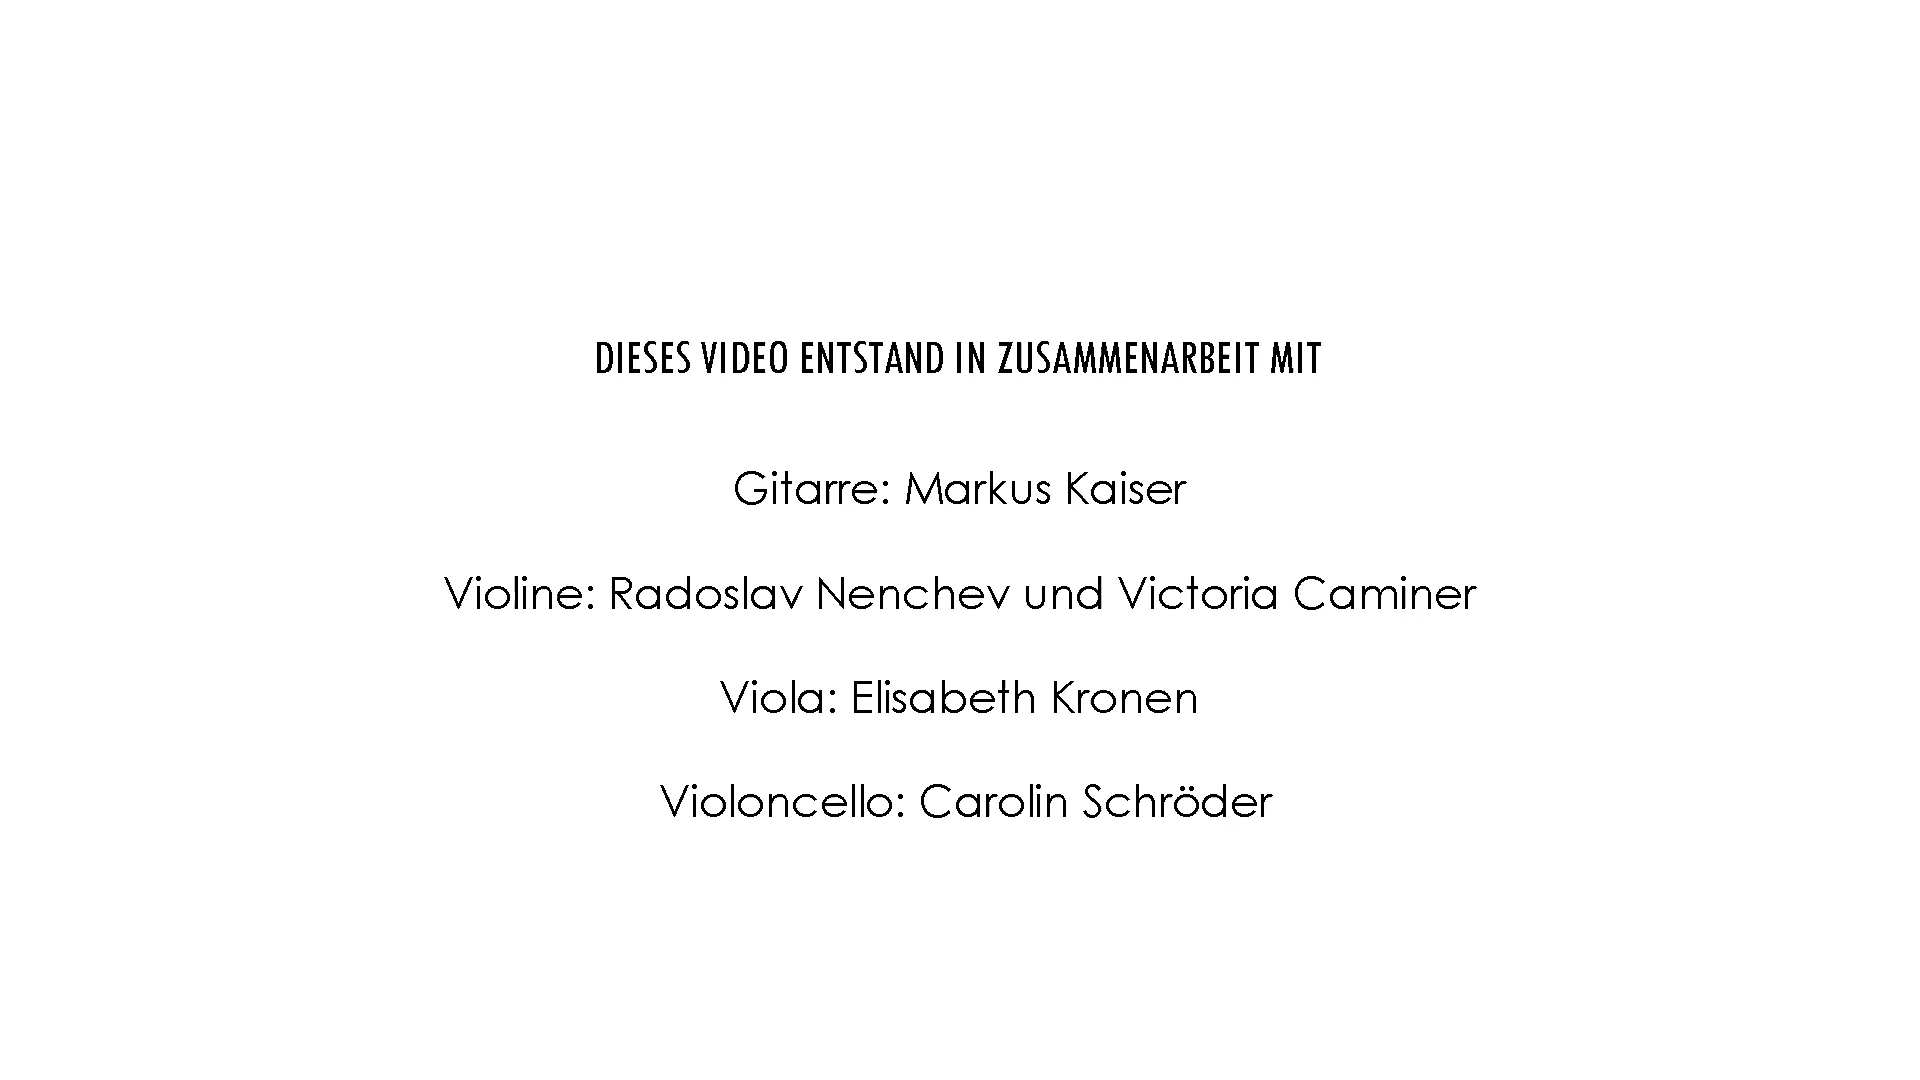 DIESES VIDEO ENTSTAND IN ZUSAMMENARBEIT MIT
Gitarre: Markus Kaiser
Violine: Radoslav Nenchev und Victoria Caminer
Viola: Elisabeth Kronen
Violoncello: Carolin Schröder